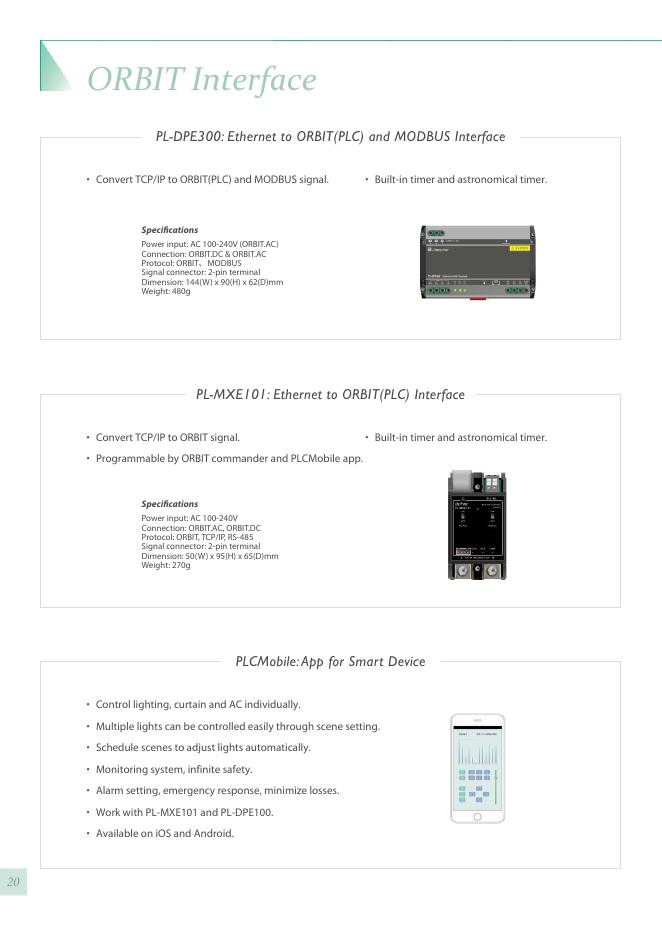 ORBIT Interface
PL-DPE300: Ethernet to ORBIT(PLC) and MODBUS Interface
• Convert TCP/IP to ORBIT(PLC) and MODBUS signal.
• Built-in timer and astronomical timer.
Specifications
Power input: AC 100-240V (ORBIT.AC)
Connection: ORBIT.DC & ORBIT.AC
Protocol: ORBIT、 MODBUS
Signal connector: 2-pin terminal
Dimension: 144(W) x 90(H) x 62(D)mm
Weight: 480g
PL-MXE101: Ethernet to ORBIT(PLC) Interface
• Convert TCP/IP to ORBIT signal.
• Built-in timer and astronomical timer.
• Programmable by ORBIT commander and PLCMobile app.
Specifications
Power input: AC 100-240V
Connection: ORBIT.AC, ORBIT.DC
Protocol: ORBIT, TCP/IP, RS-485
Signal connector: 2-pin terminal
Dimension: 50(W) x 95(H) x 65(D)mm
Weight: 270g
PLCMobile: App for Smart Device
• Control lighting, curtain and AC individually.
• Multiple lights can be controlled easily through scene setting.
• Schedule scenes to adjust lights automatically.
• Monitoring system, infinite safety.
• Alarm setting, emergency response, minimize losses.
• Work with PL-MXE101 and PL-DPE100.
• Available on iOS and Android.
20